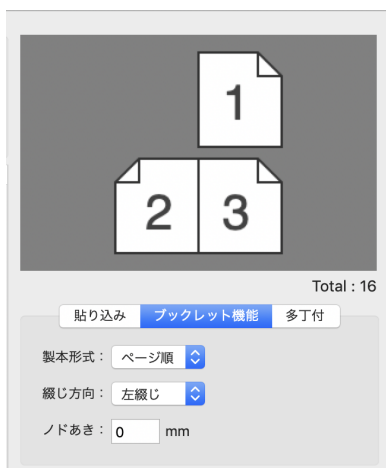 1
2 3
Total : 16
貼り込み ブックレット機能 多丁付
製本形式： ページ順
綴じ方向： 左綴じ
ノドあき： 0 mm